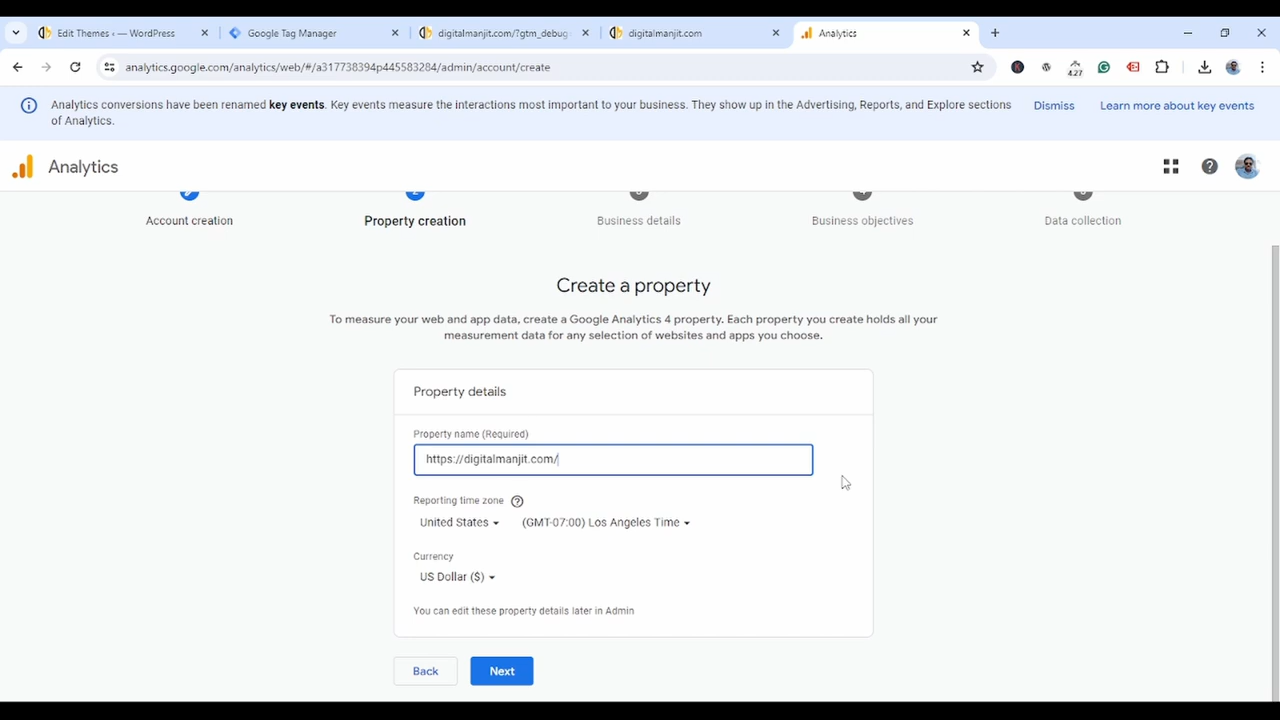 Edit Themes ‹ — WordPress
Google Tag Manager
digitalmanjit.com/?gtm_debug
digitalmanjit.com
Analytics
analytics.google.com/analytics/web/#/a317738394p445583284/admin/account/create
4.27
Analytics conversions have been renamed key events. Key events measure the interactions most important to your business. They show up in the Advertising, Reports, and Explore sections
of Analytics.
Dismiss
Learn more about key events
Analytics
2
3
4
5
Account creation
Property creation
Business details
Business objectives
Data collection
Create a property
To measure your web and app data, create a Google Analytics 4 property. Each property you create holds all your
measurement data for any selection of websites and apps you choose.
Property details
Property name (Required)
https://digitalmanjit.com/
Reporting time zone
United States
(GMT-07:00) Los Angeles Time
Currency
US Dollar ($)
You can edit these property details later in Admin
Back
Next